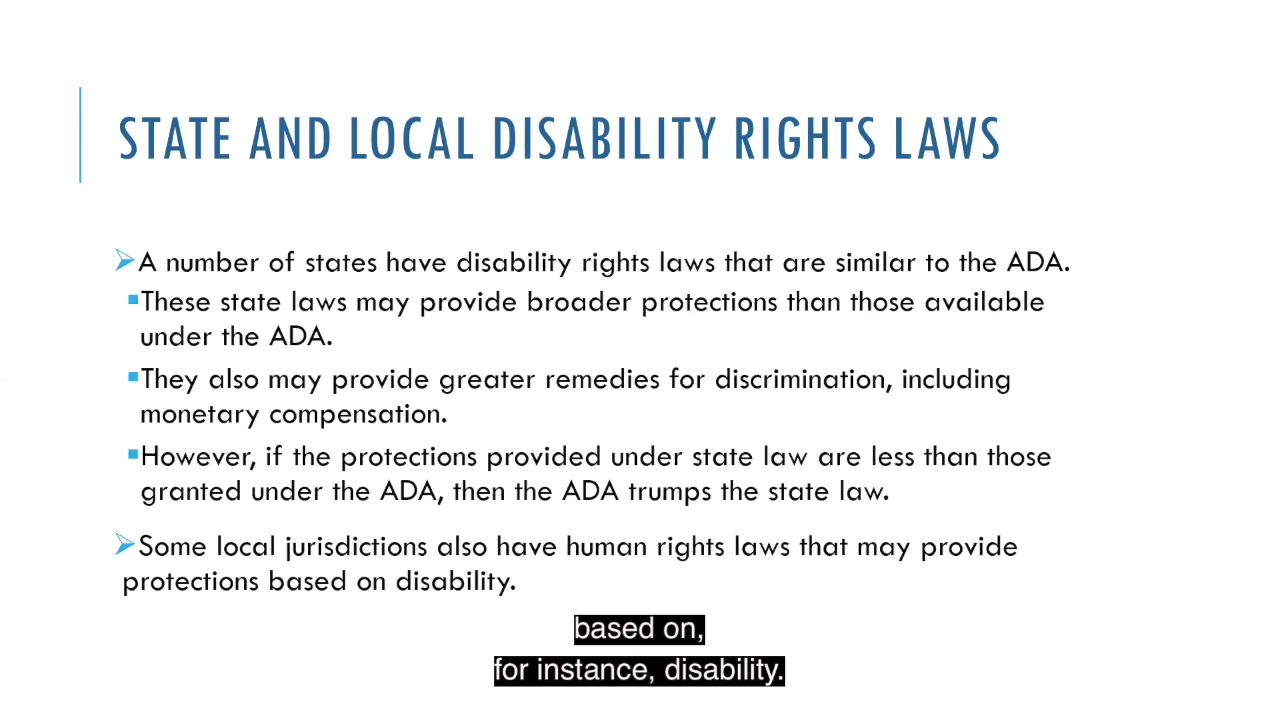 STATE AND LOCAL DISABILITY RIGHTS LAWS
➢A number of states have disability rights laws that are similar to the ADA.
▪These state laws may provide broader protections than those available
under the ADA.
▪They also may provide greater remedies for discrimination, including
monetary compensation.
▪However, if the protections provided under state law are less than those
granted under the ADA, then the ADA trumps the state law.
➢Some local jurisdictions also have human rights laws that may provide
protections based on disability.
based on,
for instance, disability.